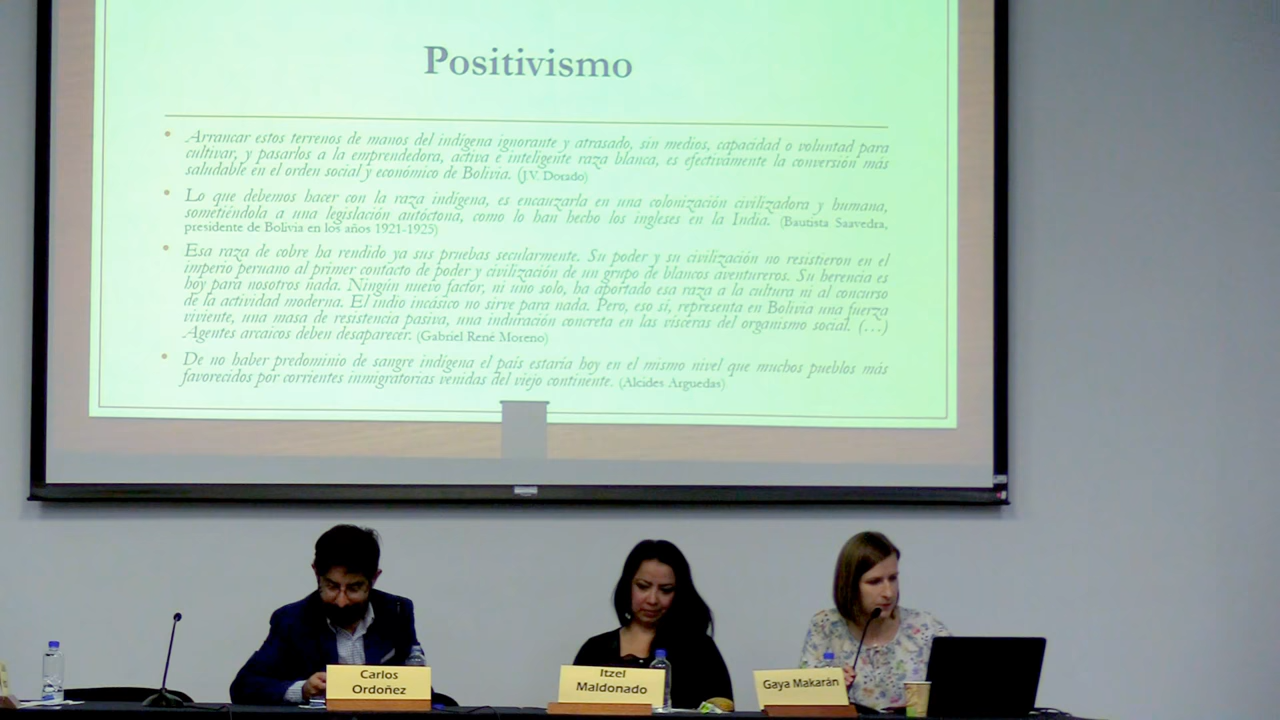 Positivismo
• Arrancar estos terrenos de manos del indígena ignorante y atrasado, sin medios, capacidad o voluntad para
cultivar, y pasarlos a la emprendedora, activa e inteligente raza blanca, es efectivamente la conversión más
saludable en el orden social y económico de Bolivia. (J.V. Dorado)
• Lo que debemos hacer con la raza indígena, es encauzarla en una colonización civilizadora y humana,
sometiéndola a una legislación autóctona, como lo han hecho los ingleses en la India. (Bautista Saavedra,
presidente de Bolivia en los años 1921-1925)
• Esa raza de cobre ha rendido ya sus pruebas secularmente. Su poder y su civilización no resistieron en el
imperio peruano al primer contacto de poder y civilización de un grupo de blancos aventureros. Su herencia es
hoy para nosotros nada. Ningún nuevo factor, ni uno solo, ha aportado esa raza a la cultura ni al concurso
de la actividad moderna. El indio incásico no sirve para nada. Pero, eso sí, representa en Bolivia una fuerza
viviente, una masa de resistencia pasiva, una induración concreta en las vísceras del organismo social. (…)
Agentes arcaicos deben desaparecer. (Gabriel René Moreno)
• De no haber predominio de sangre indígena el país estaría hoy en el mismo nivel que muchos pueblos más
favorecidos por corrientes inmigratorias venidas del viejo continente. (Alcides Arguedas)
Carlos
Ordoñez
Itzel
Maldonado
Gaya Makarán